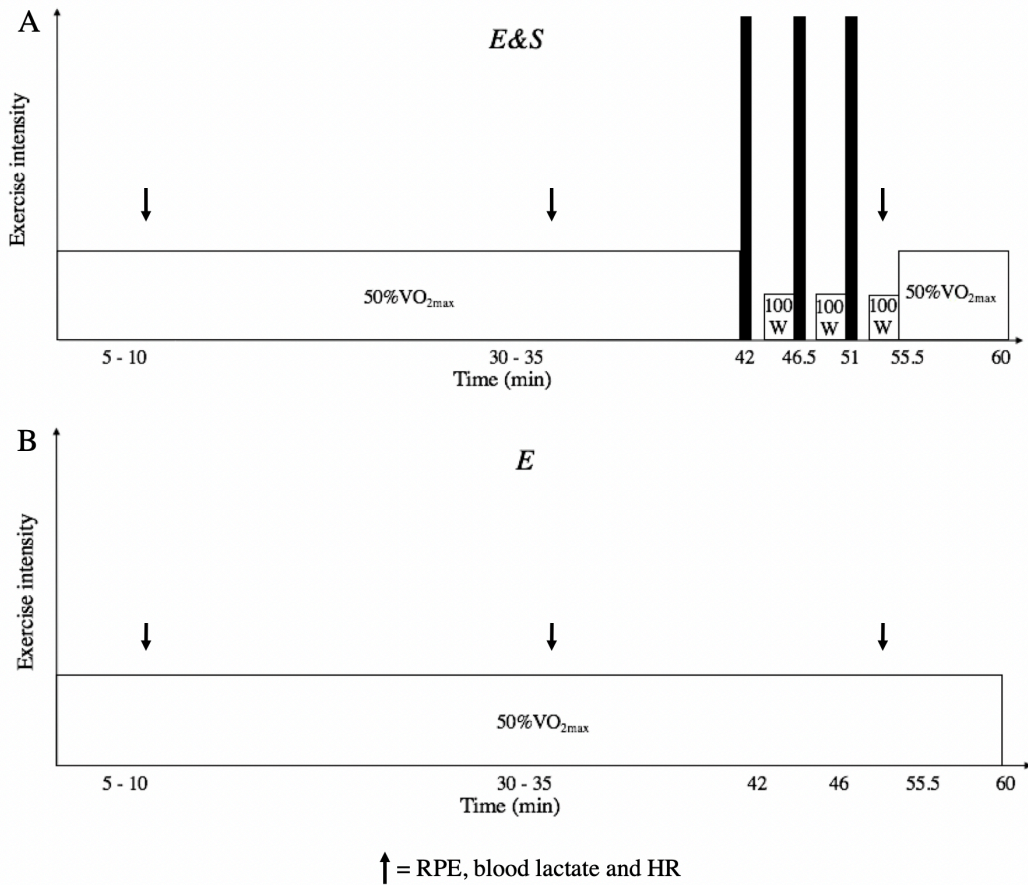 A
E&S
Exercise intensity
50%VO2max
100 W
100 W
100 W
50%VO2max
5 - 10 30 - 35 42 46.5 51 55.5 60
Time (min)
B
E
Exercise intensity
50%VO2max
5 - 10 30 - 35 42 46 55.5 60
Time (min)
= RPE, blood lactate and HR